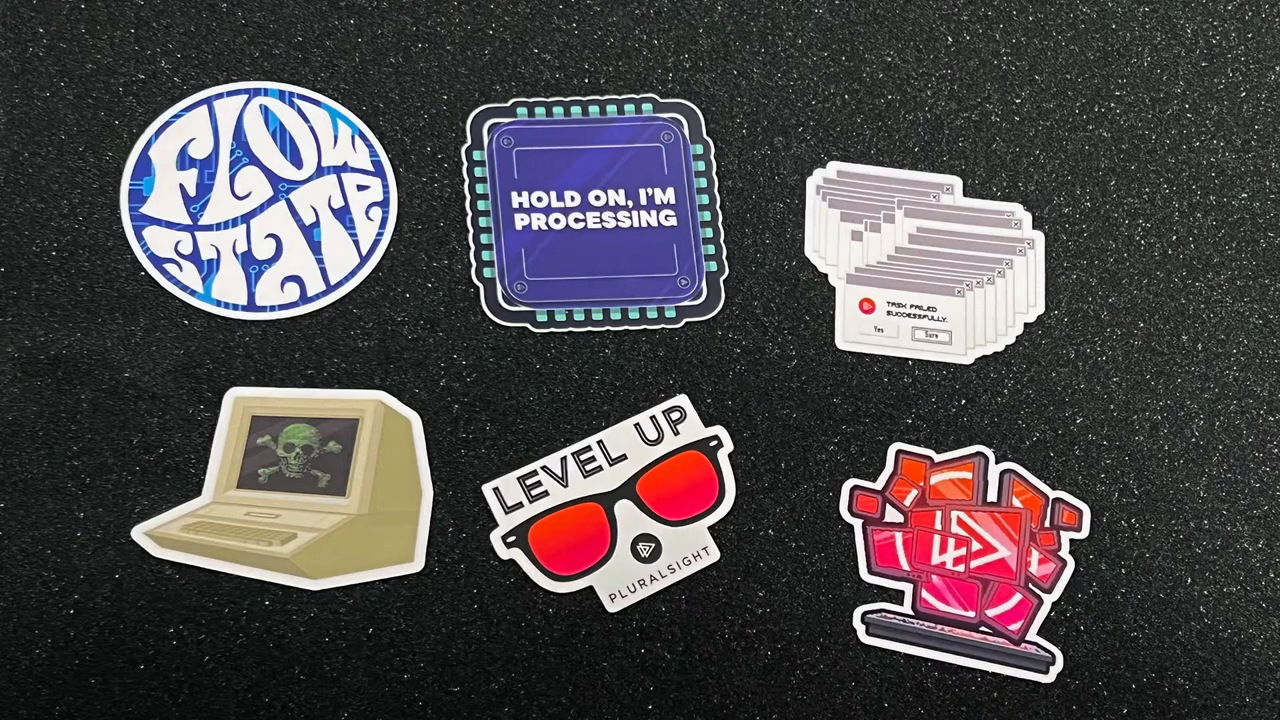 FLOW
STATE
HOLD ON, I'M
PROCESSING
TASK FAILED
SUCCESSFULLY.
Yes
Sure
LEVEL UP
PLURALSIGHT